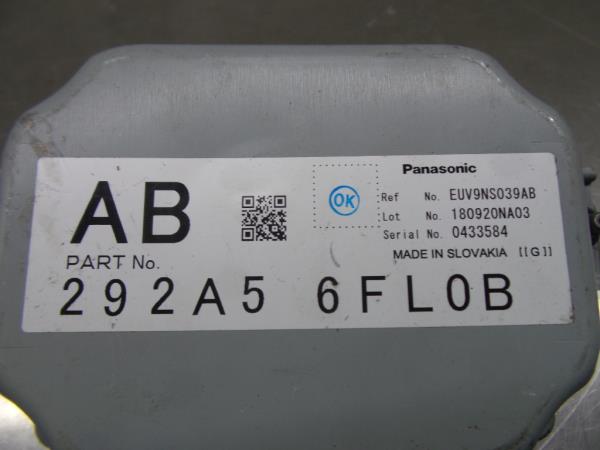 AB
PART No.
292A5 6FL0B
OK
Panasonic
Ref No. EUV9NS039AB
Lot No. 180920NA03
Serial No. 0433584
MADE IN SLOVAKIA [[G]]